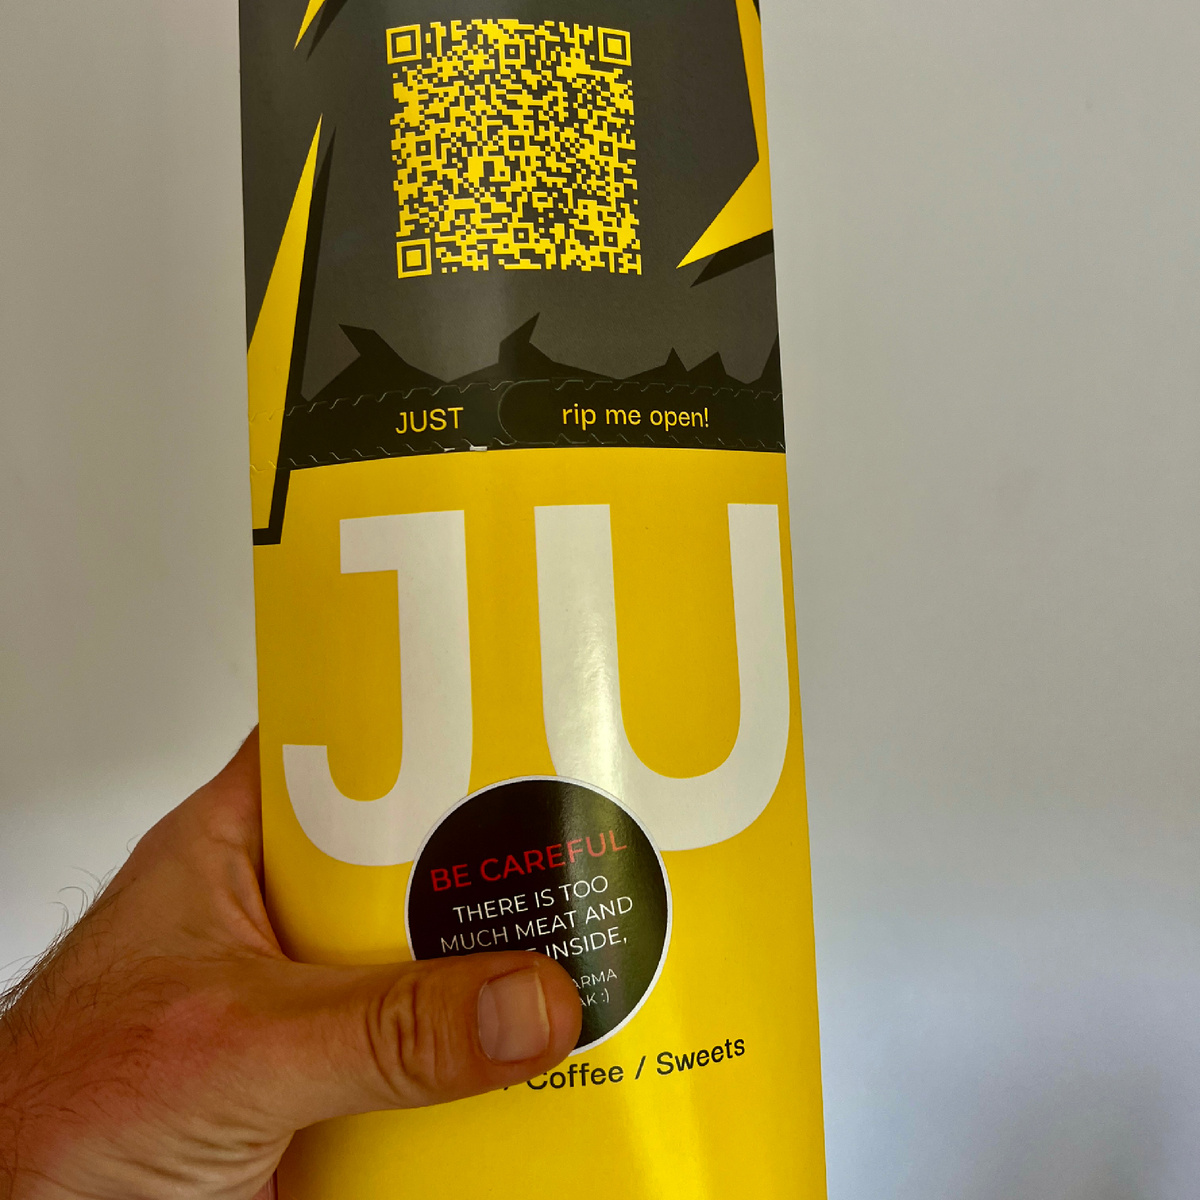 JUST rip me open!
JU
BE CAREFUL
THERE IS TOO
MUCH MEAT AND
INSIDE,
/ Coffee / Sweets